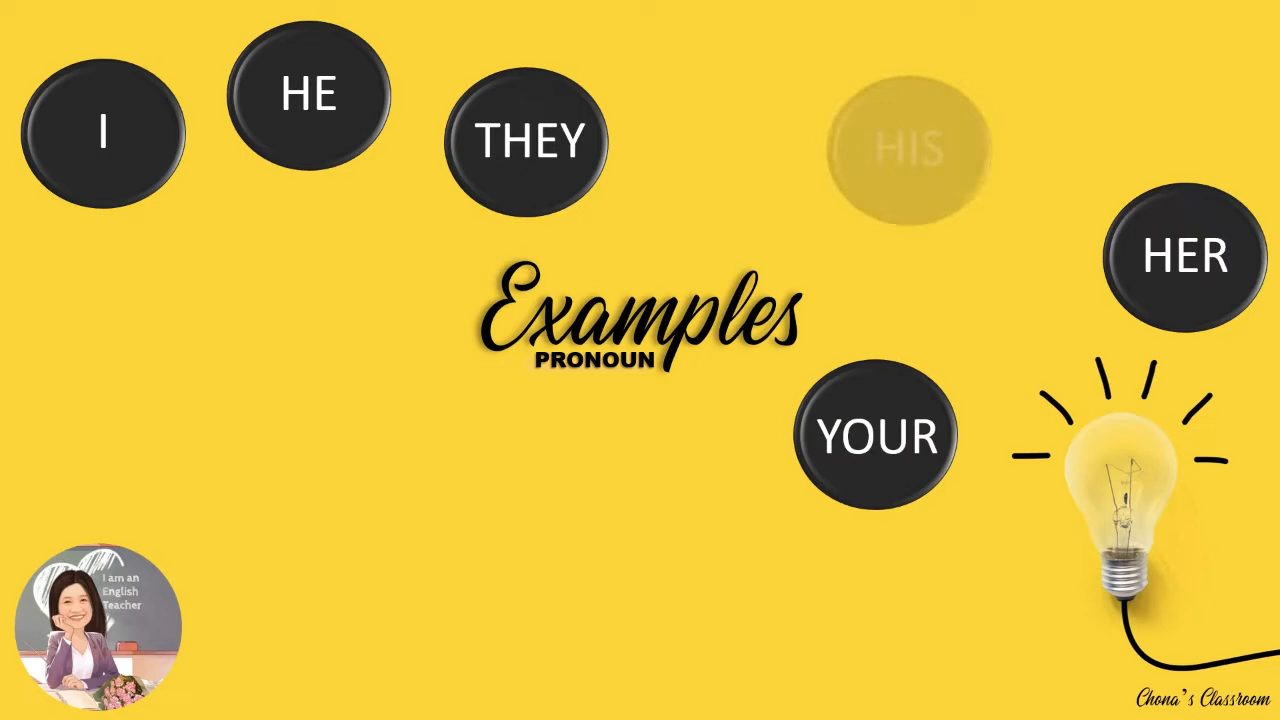 I
HE
THEY
HIS
HER
Examples
PRONOUN
YOUR
I am an
English
Teacher
Chona's Classroom